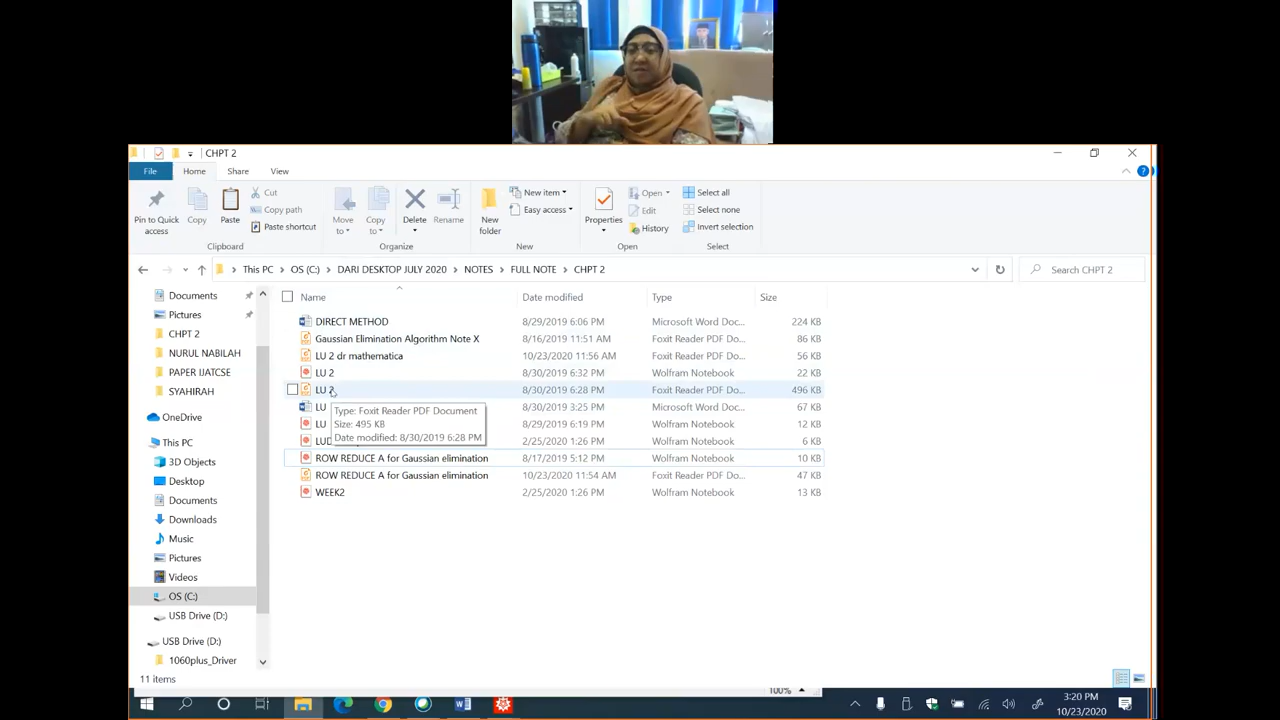 CHPT 2
File Home Share View
Pin to Quick access
Copy
Paste
Cut
Copy path
Paste shortcut
Clipboard
Move to
Copy to
Delete
Rename
Organize
New folder
New item
Easy access
New
Properties
Open
Edit
History
Open
Select all
Select none
Invert selection
Select
This PC > OS (C:) > DARI DESKTOP JULY 2020 > NOTES > FULL NOTE > CHPT 2
Search CHPT 2
Documents
Pictures
CHPT 2
NURUL NABILAH
PAPER IJATCSE
SYAHIRAH
OneDrive
This PC
3D Objects
Desktop
Documents
Downloads
Music
Pictures
Videos
OS (C:)
USB Drive (D:)
USB Drive (D:)
1060plus_Driver
Name Date modified Type Size
DIRECT METHOD 8/29/2019 6:06 PM Microsoft Word Doc... 224 KB
Gaussian Elimination Algorithm Note X 8/16/2019 11:51 AM Foxit Reader PDF Do... 86 KB
LU 2 dr mathematica 10/23/2020 11:56 AM Foxit Reader PDF Do... 56 KB
LU 2 8/30/2019 6:32 PM Wolfram Notebook 22 KB
LU 2 8/30/2019 6:28 PM Foxit Reader PDF Do... 496 KB
LU 8/30/2019 3:25 PM Microsoft Word Doc... 67 KB
LU 8/29/2019 6:19 PM Wolfram Notebook 12 KB
2/25/2020 1:26 PM Wolfram Notebook 6 KB
Type: Foxit Reader PDF Document
Size: 495 KB
Date modified: 8/30/2019 6:28 PM
ROW REDUCE A for Gaussian elimination 8/17/2019 5:12 PM Wolfram Notebook 10 KB
ROW REDUCE A for Gaussian elimination 10/23/2020 11:54 AM Foxit Reader PDF Do... 47 KB
WEEK2 2/25/2020 1:26 PM Wolfram Notebook 13 KB
11 items
100%
3:20 PM
10/23/2020